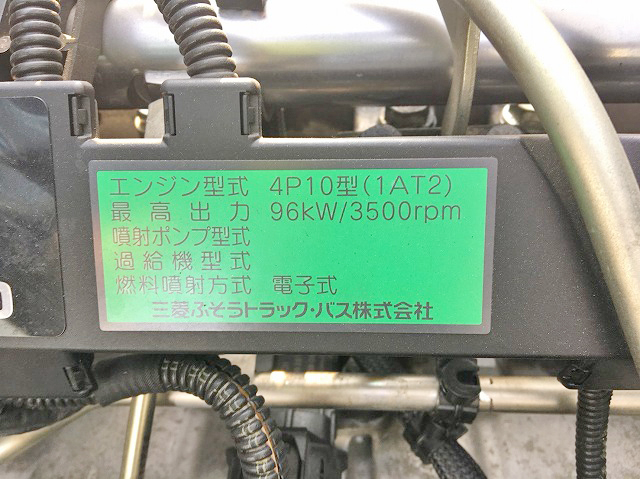 エンジン型式 4P10型(1AT2)
最高出力 96kW/3500rpm
噴射ポンプ型式
過給機型式
燃料噴射方式 電子式
三菱ふそうトラック・バス株式会社